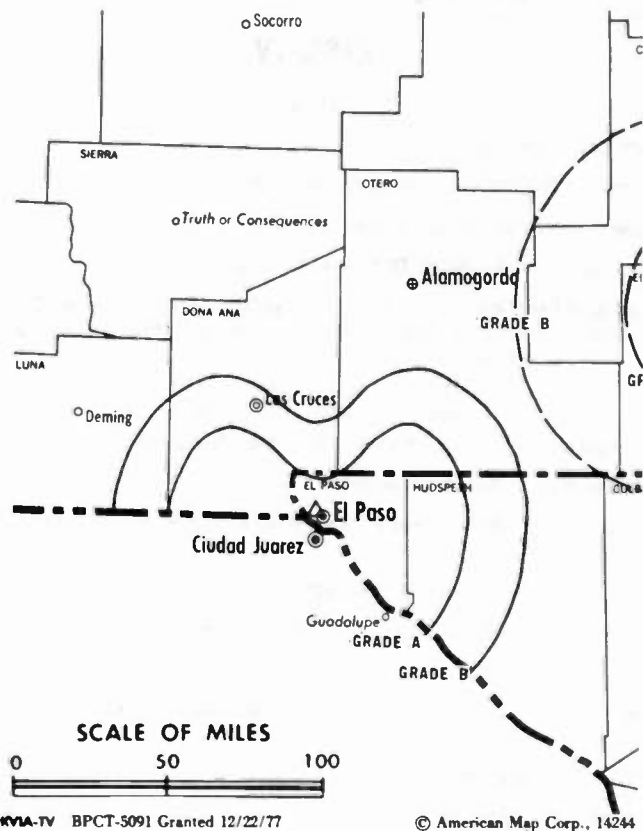 Socorro
SIERRA
OTERO
Truth or Consequences
Alamogordo
DONA ANA
GRADE B
LUNA
Las Cruces
Deming
EL PASO
HUDSPETH
El Paso
Ciudad Juarez
Guadalupe
GRADE A
GRADE B
SCALE OF MILES
0 50 100
KVIA-TV BPCT-5091 Granted 12/22/77
© American Map Corp., 14244